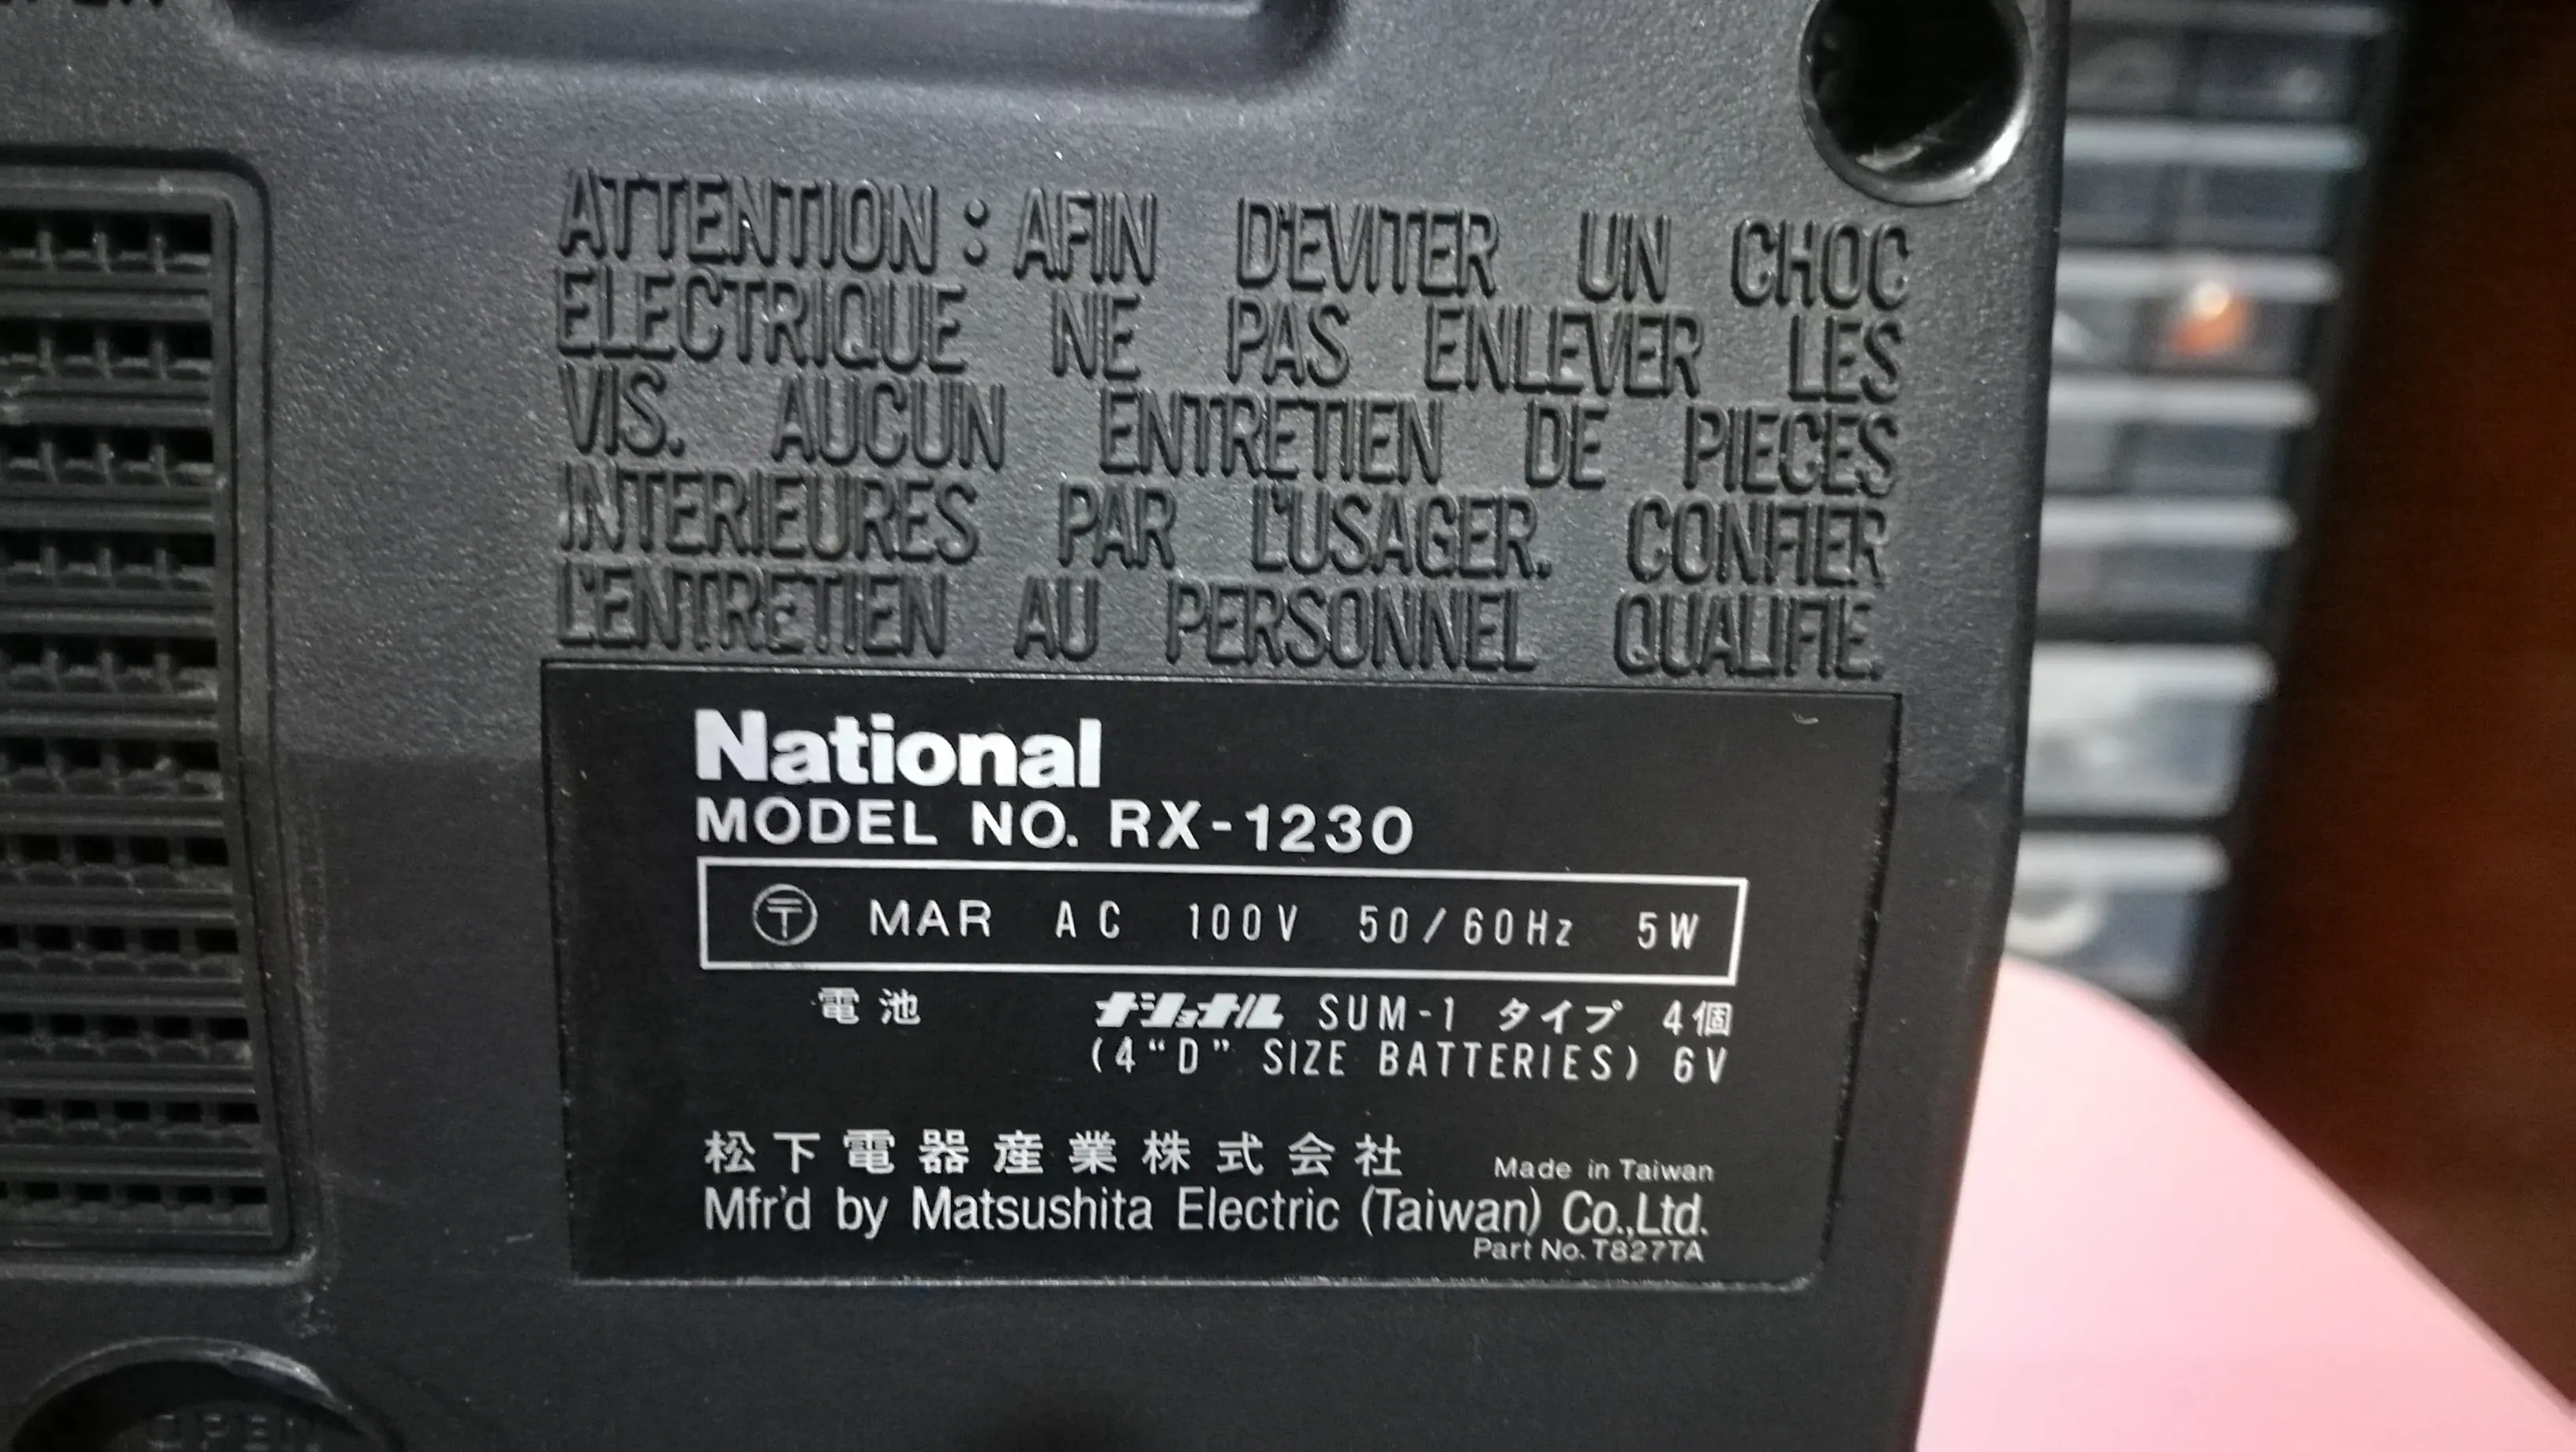 ATTENTION : AFIN D'EVITER UN CHOC
ELECTRIQUE NE PAS ENLEVER LES
VIS. AUCUN ENTRETIEN DE PIECES
INTERIEURES PAR L'USAGER. CONFIER
L'ENTRETIEN AU PERSONNEL QUALIFIE.
National
MODEL NO. RX-1230
〶 MAR AC 100V 50/60Hz 5W
電池 ナショナル SUM-1 タイプ 4個
(4 "D" SIZE BATTERIES) 6V
松下電器産業株式会社 Made in Taiwan
Mfr'd by Matsushita Electric (Taiwan) Co.,Ltd.
Part No. T827TA
OPEN